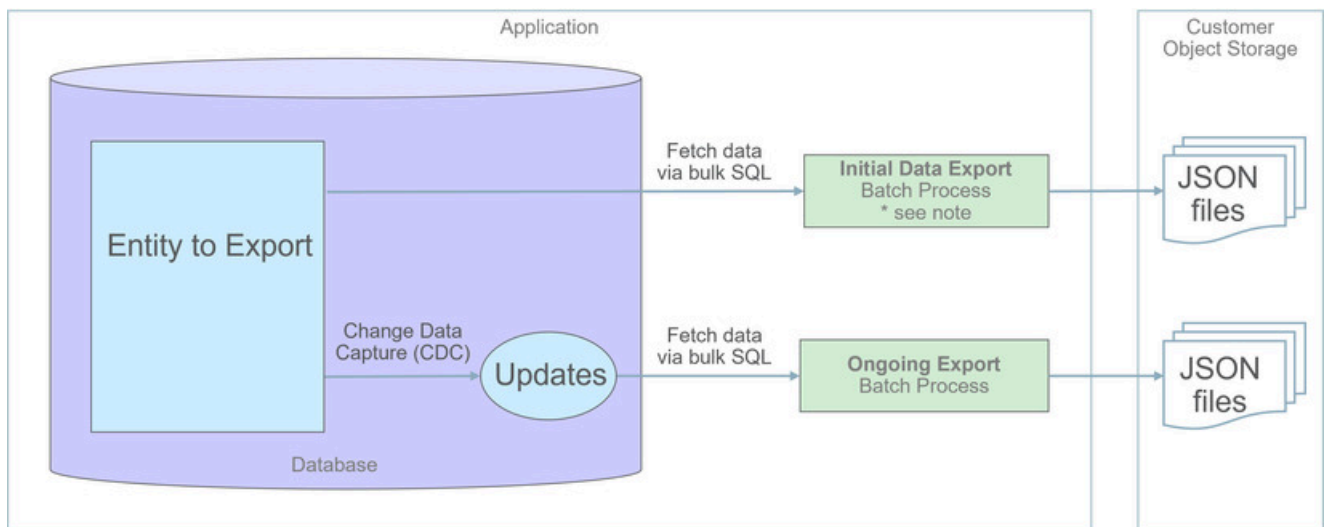 Application
Customer
Object Storage
Fetch data
via bulk SQL
Initial Data Export
Batch Process
* see note
JSON
files
Entity to Export
Change Data
Capture (CDC)
Updates
Fetch data
via bulk SQL
Ongoing Export
Batch Process
JSON
files
Database